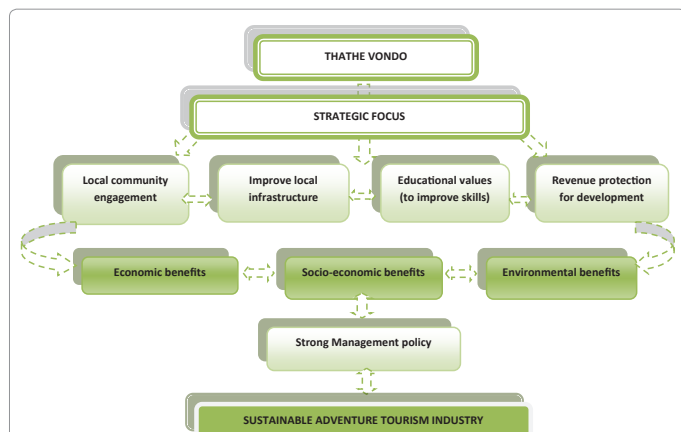 THATHE VONDO
STRATEGIC FOCUS
Local community
engagement
Improve local
infrastructure
Educational values
(to improve skills)
Revenue protection
for development
Economic benefits
Socio-economic benefits
Environmental benefits
Strong Management policy
SUSTAINABLE ADVENTURE TOURISM INDUSTRY